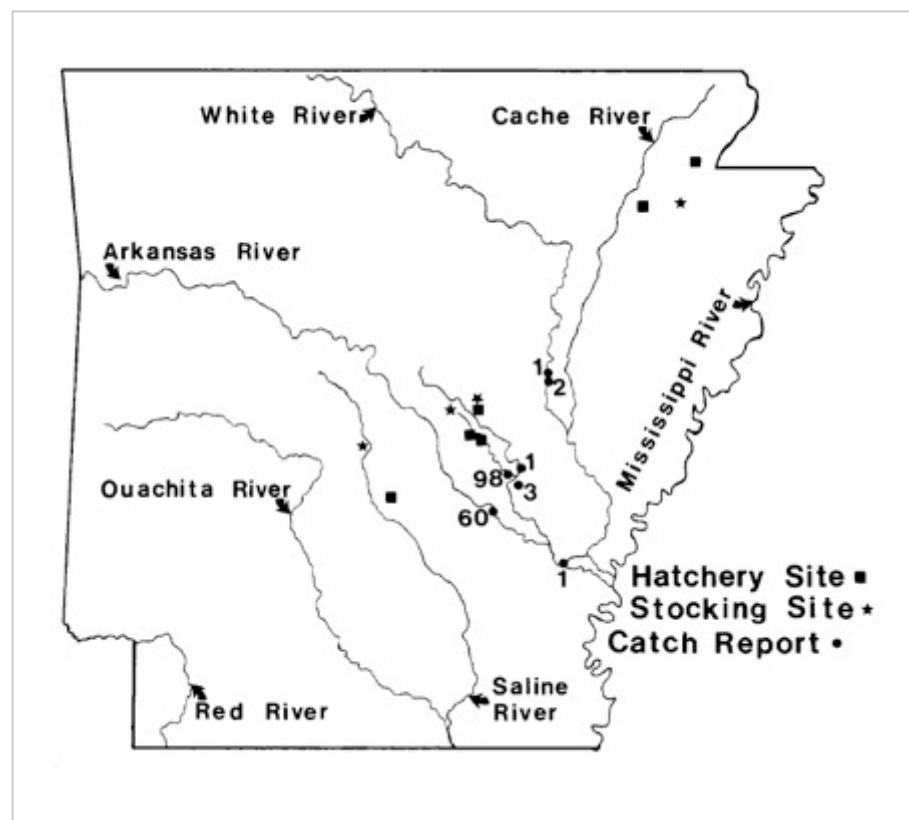 White River
Cache River
Arkansas River
Mississippi River
1
2
1
98
3
Ouachita River
60
1
Hatchery Site
Stocking Site
Catch Report
Saline
River
Red River